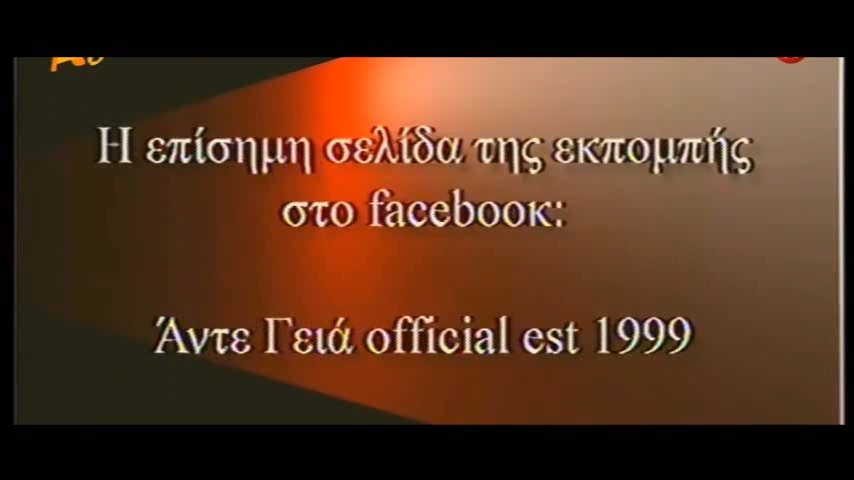 Η επίσημη σελίδα της εκπομπής
στο facebook:
Άντε Γειά official est 1999